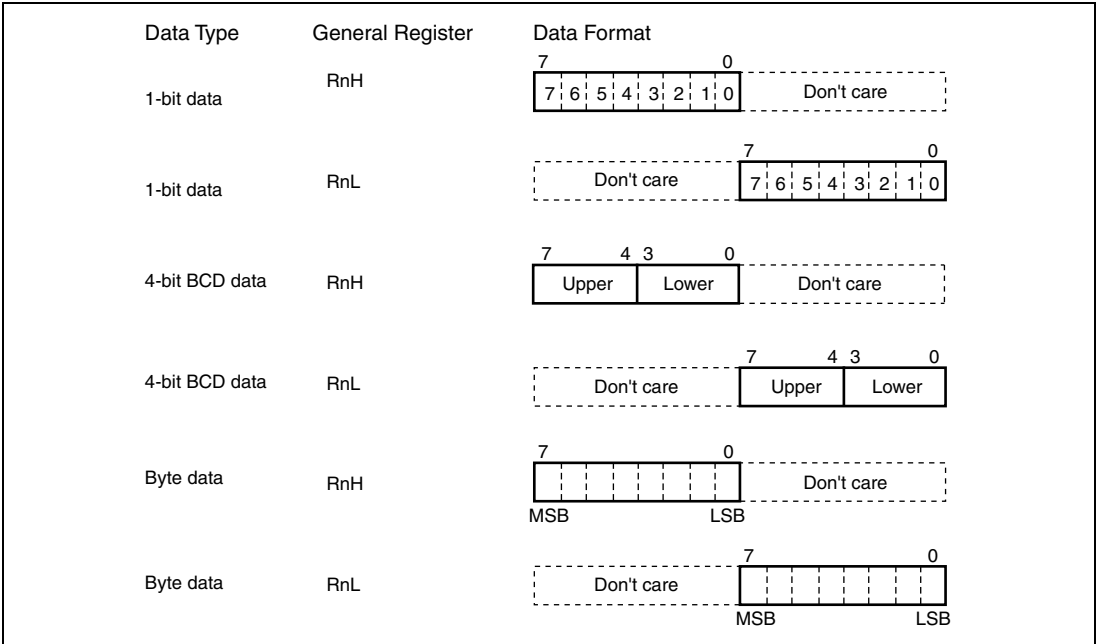 Data Type General Register Data Format
7 0
1-bit data RnH 7 6 5 4 3 2 1 0 Don't care
7 0
1-bit data RnL Don't care 7 6 5 4 3 2 1 0
7 4 3 0
4-bit BCD data RnH Upper Lower Don't care
7 4 3 0
4-bit BCD data RnL Don't care Upper Lower
7 0
Byte data RnH Don't care
MSB LSB
7 0
Byte data RnL Don't care
MSB LSB